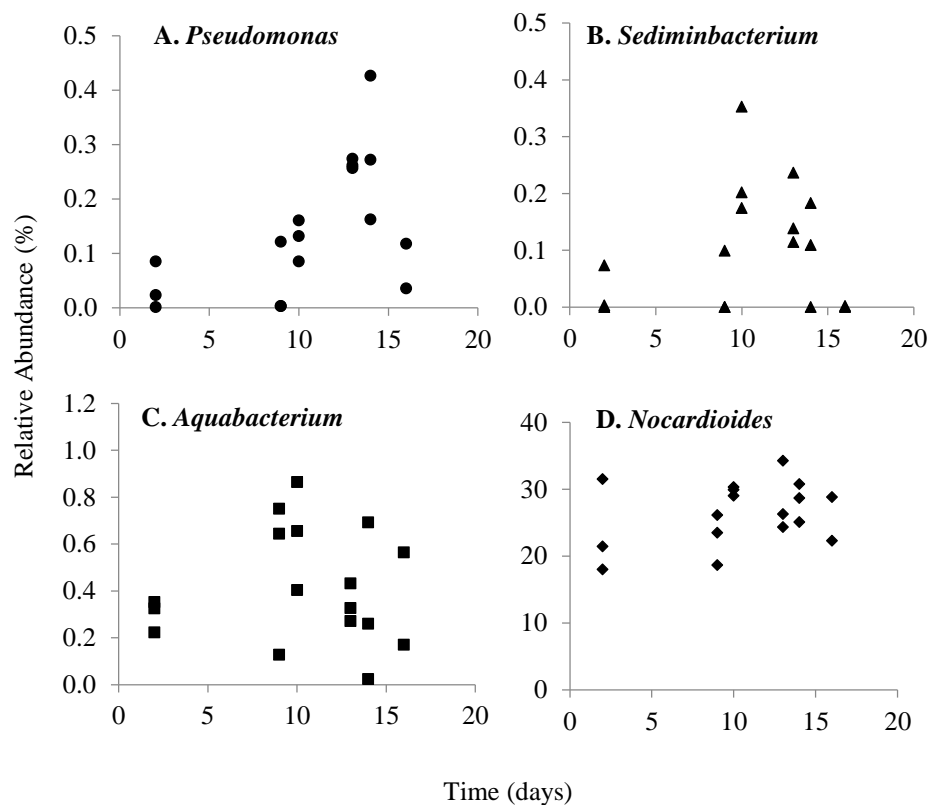 A. Pseudomonas
0.5
0.4
0.3
0.2
0.1
0.0
0 5 10 15 20
B. Sediminbacterium
0.5
0.4
0.3
0.2
0.1
0.0
0 5 10 15 20
Relative Abundance (%)
C. Aquabacterium
1.2
1.0
0.8
0.6
0.4
0.2
0.0
0 5 10 15 20
D. Nocardioides
40
30
20
10
0
0 5 10 15 20
Time (days)